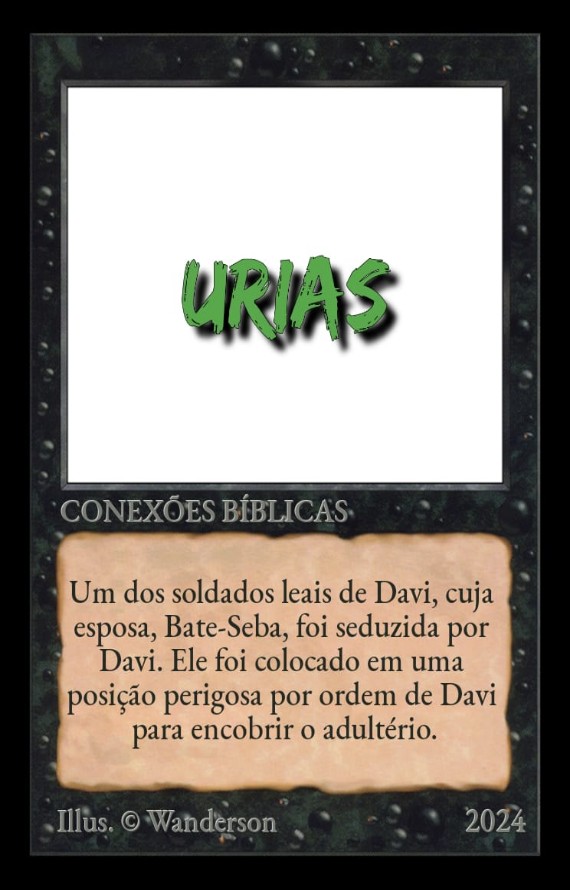 URIAS
CONEXÕES BÍBLICAS
Um dos soldados leais de Davi, cuja
esposa, Bate-Seba, foi seduzida por
Davi. Ele foi colocado em uma
posição perigosa por ordem de Davi
para encobrir o adultério.
Illus. © Wanderson 2024